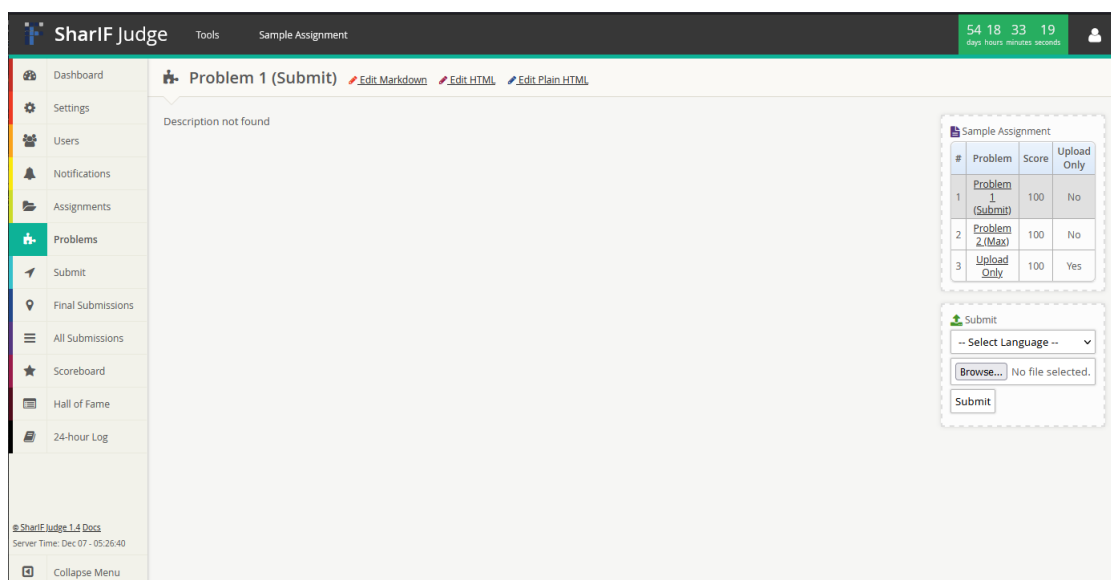 SharIF Judge
Tools
Sample Assignment
54 18 33 19
days hours minutes seconds
Dashboard
Settings
Users
Notifications
Assignments
Problems
Submit
Final Submissions
All Submissions
Scoreboard
Hall of Fame
24-hour Log
© SharIF Judge 1.4 Docs
Server Time: Dec 07 - 05:26:40
Collapse Menu
Problem 1 (Submit) Edit Markdown Edit HTML Edit Plain HTML
Description not found
Sample Assignment
# Problem Score Upload
Only
1 Problem
1
(Submit) 100 No
2 Problem
2 (Max) 100 No
3 Upload
Only 100 Yes
Submit
-- Select Language --
Browse... No file selected.
Submit